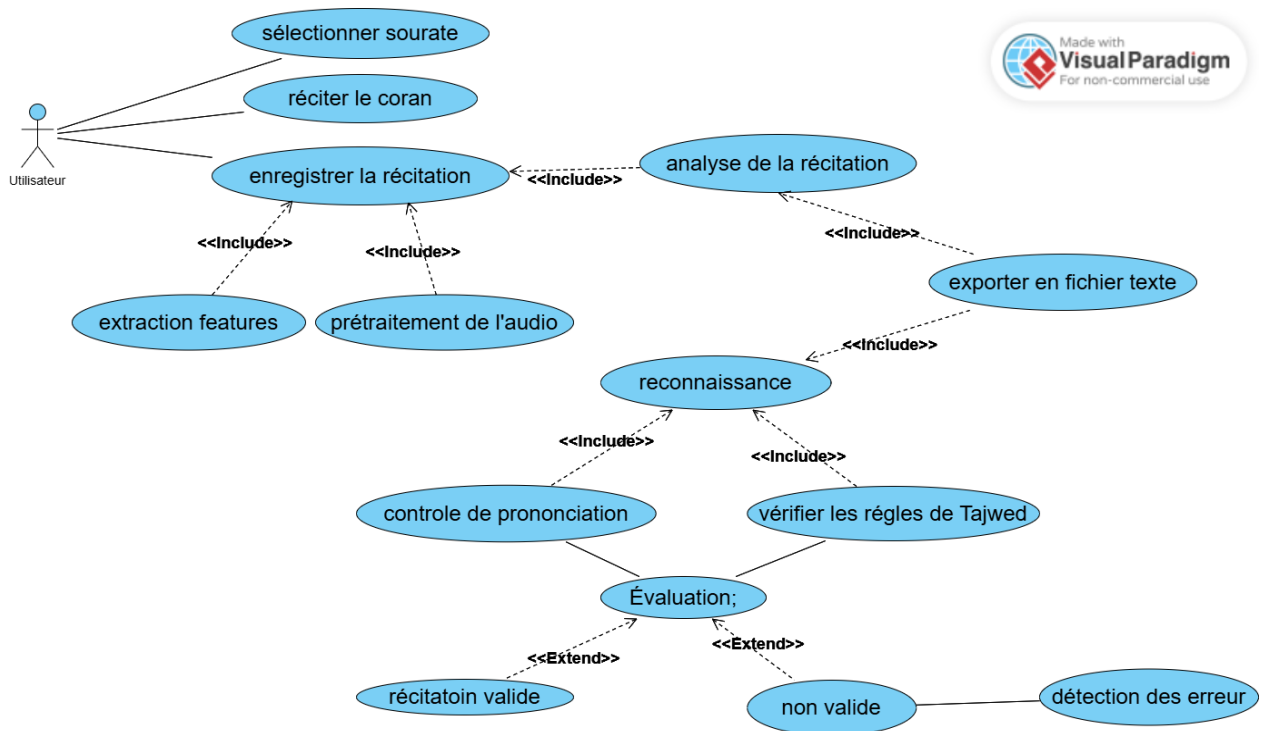 sélectionner sourate
Made with
Visual Paradigm
For non-commercial use
réciter le coran
Utilisateur
enregistrer la récitation
<<Include>>
analyse de la récitation
<<Include>>
<<Include>>
<<Include>>
exporter en fichier texte
extraction features
prétraitement de l'audio
<<Include>>
reconnaissance
<<Include>>
<<Include>>
controle de prononciation
vérifier les régles de Tajwed
Évaluation;
<<Extend>>
<<Extend>>
récitatoin valide
non valide
détection des erreur